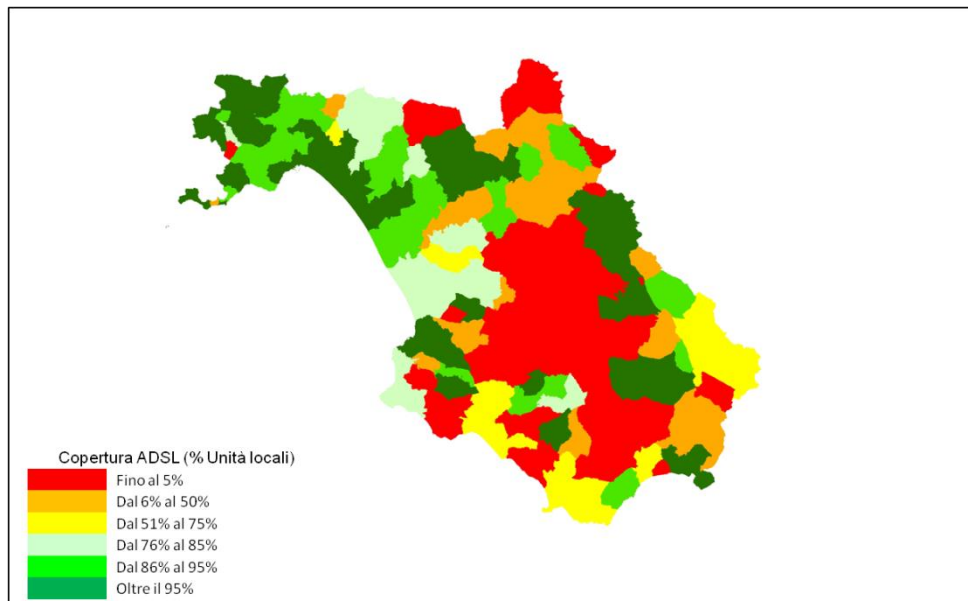 Copertura ADSL (% Unità locali)
Fino al 5%
Dal 6% al 50%
Dal 51% al 75%
Dal 76% al 85%
Dal 86% al 95%
Oltre il 95%